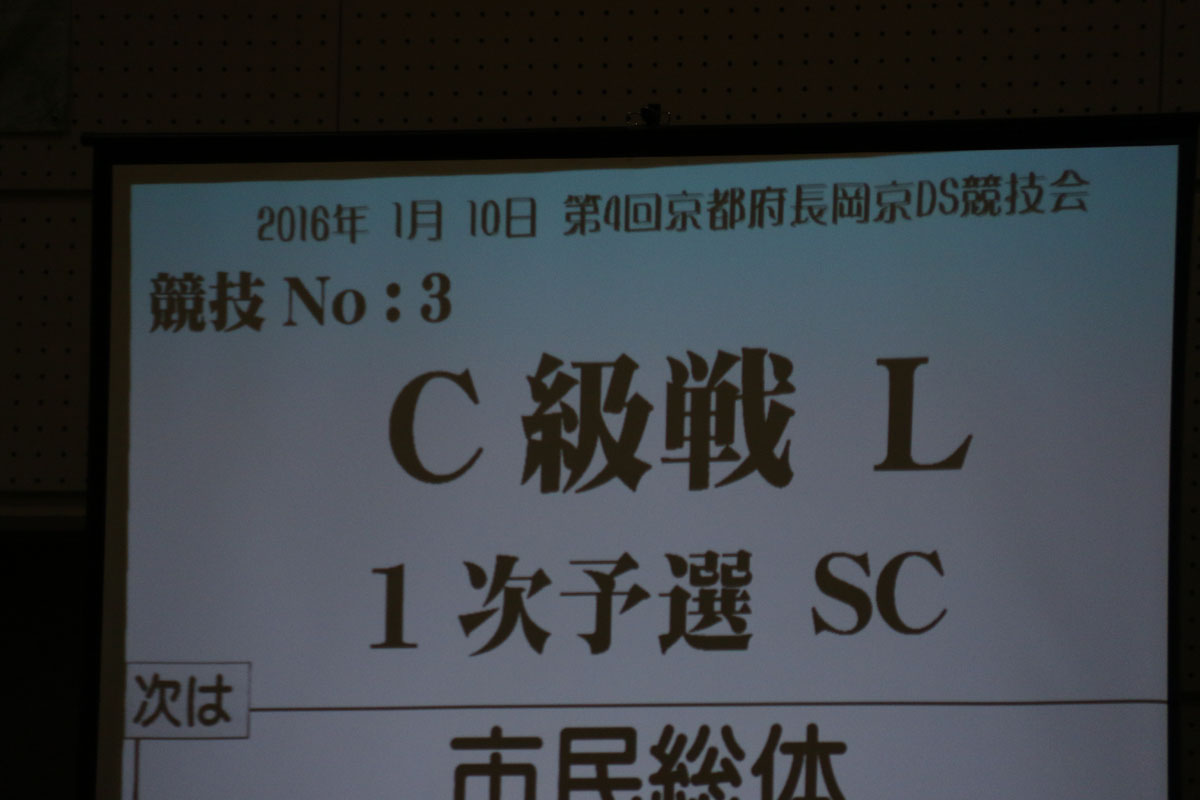 2016年 1月 10日 第4回京都府長岡京DS競技会
競技 No：3
C級戦 L
1次予選 SC
次は
市民総体